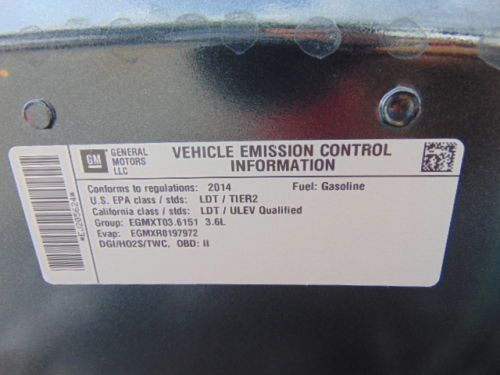 GM
GENERAL
MOTORS
LLC
VEHICLE EMISSION CONTROL
INFORMATION
Conforms to regulations: 2014 Fuel: Gasoline
U.S. EPA class / stds: LDT / TIER2
California class / stds: LDT / ULEV Qualified
Group: EGMXT03.6151 3.6L
Evap: EGMXR0197972
DGI/HO2S/TWC, OBD: II